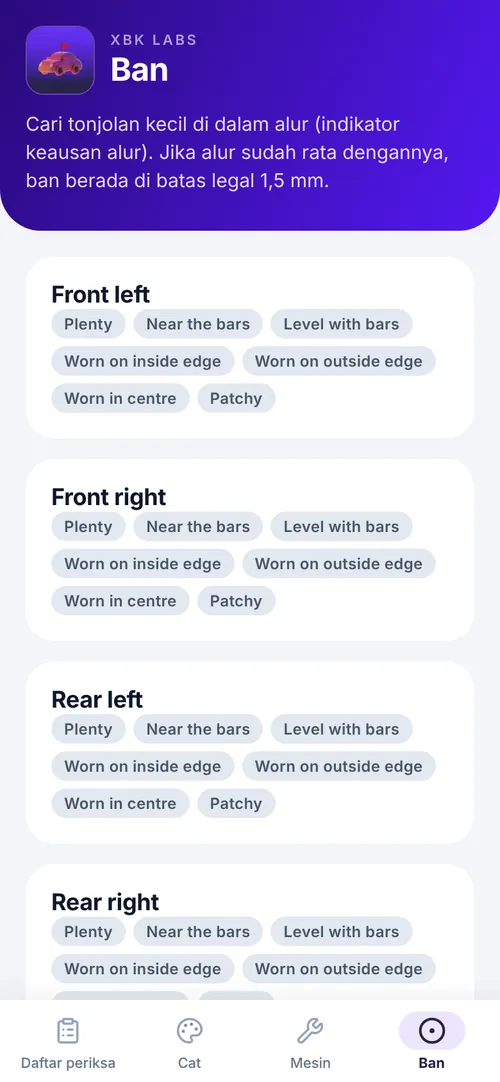 XBK LABS
Ban
Cari tonjolan kecil di dalam alur (indikator
keausan alur). Jika alur sudah rata dengannya,
ban berada di batas legal 1,5 mm.
Front left
Plenty Near the bars Level with bars
Worn on inside edge Worn on outside edge
Worn in centre Patchy
Front right
Plenty Near the bars Level with bars
Worn on inside edge Worn on outside edge
Worn in centre Patchy
Rear left
Plenty Near the bars Level with bars
Worn on inside edge Worn on outside edge
Worn in centre Patchy
Rear right
Plenty Near the bars Level with bars
Worn on inside edge Worn on outside edge
Daftar periksa Cat Mesin Ban